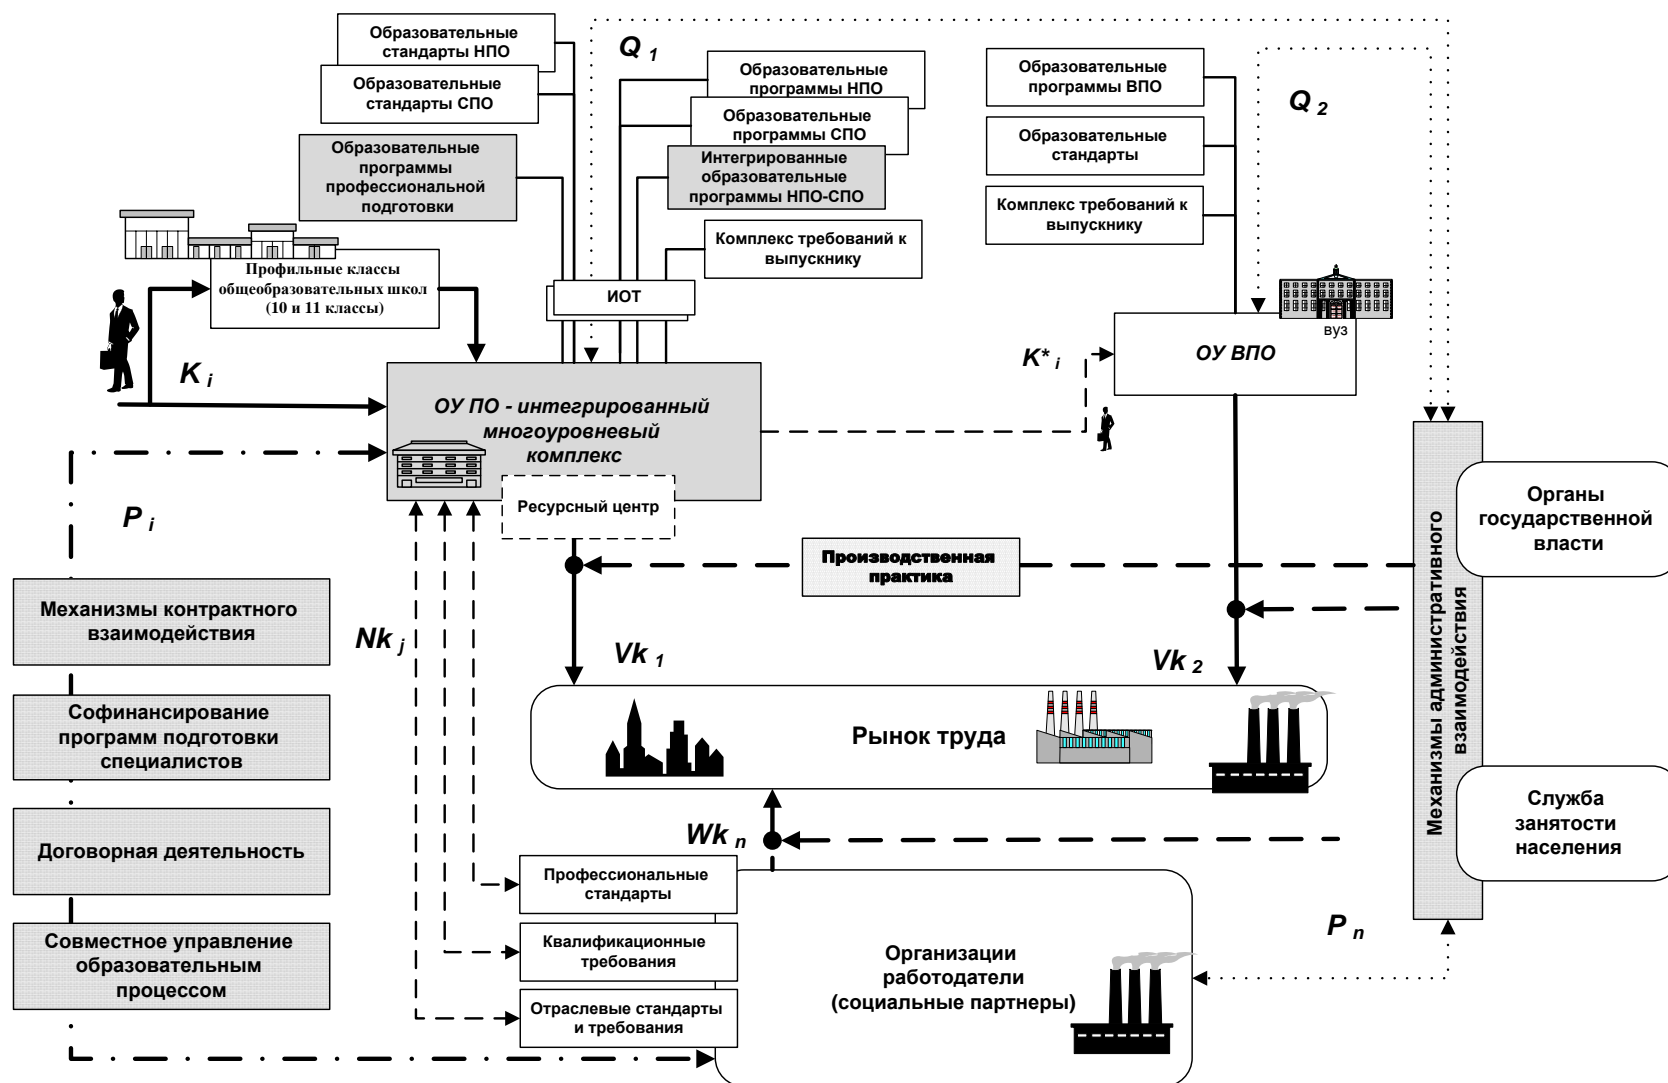 Образовательные
стандарты НПО
Образовательные
стандарты СПО
Образовательные
программы
профессиональной
подготовки
Q 1
Образовательные
программы НПО
Образовательные
программы СПО
Интегрированные
образовательные
программы НПО-СПО
Комплекс требований к
выпускнику
Образовательные
программы ВПО
Образовательные
стандарты
Комплекс требований к
выпускнику
Q 2
Профильные классы
общеобразовательных школ
(10 и 11 классы)
ИОТ
K i
ОУ ПО - интегрированный
многоуровневый
комплекс
Ресурсный центр
K* i
вуз
ОУ ВПО
P i
Механизмы контрактного
взаимодействия
Софинансирование
программ подготовки
специалистов
Договорная деятельность
Совместное управление
образовательным
процессом
Nk j
Производственная
практика
Vk 1
Vk 2
Рынок труда
Wk n
Профессиональные
стандарты
Квалификационные
требования
Отраслевые стандарты
и требования
Организации
работодатели
(социальные партнеры)
P n
Механизмы административного
взаимодействия
Органы
государственной
власти
Служба
занятости
населения